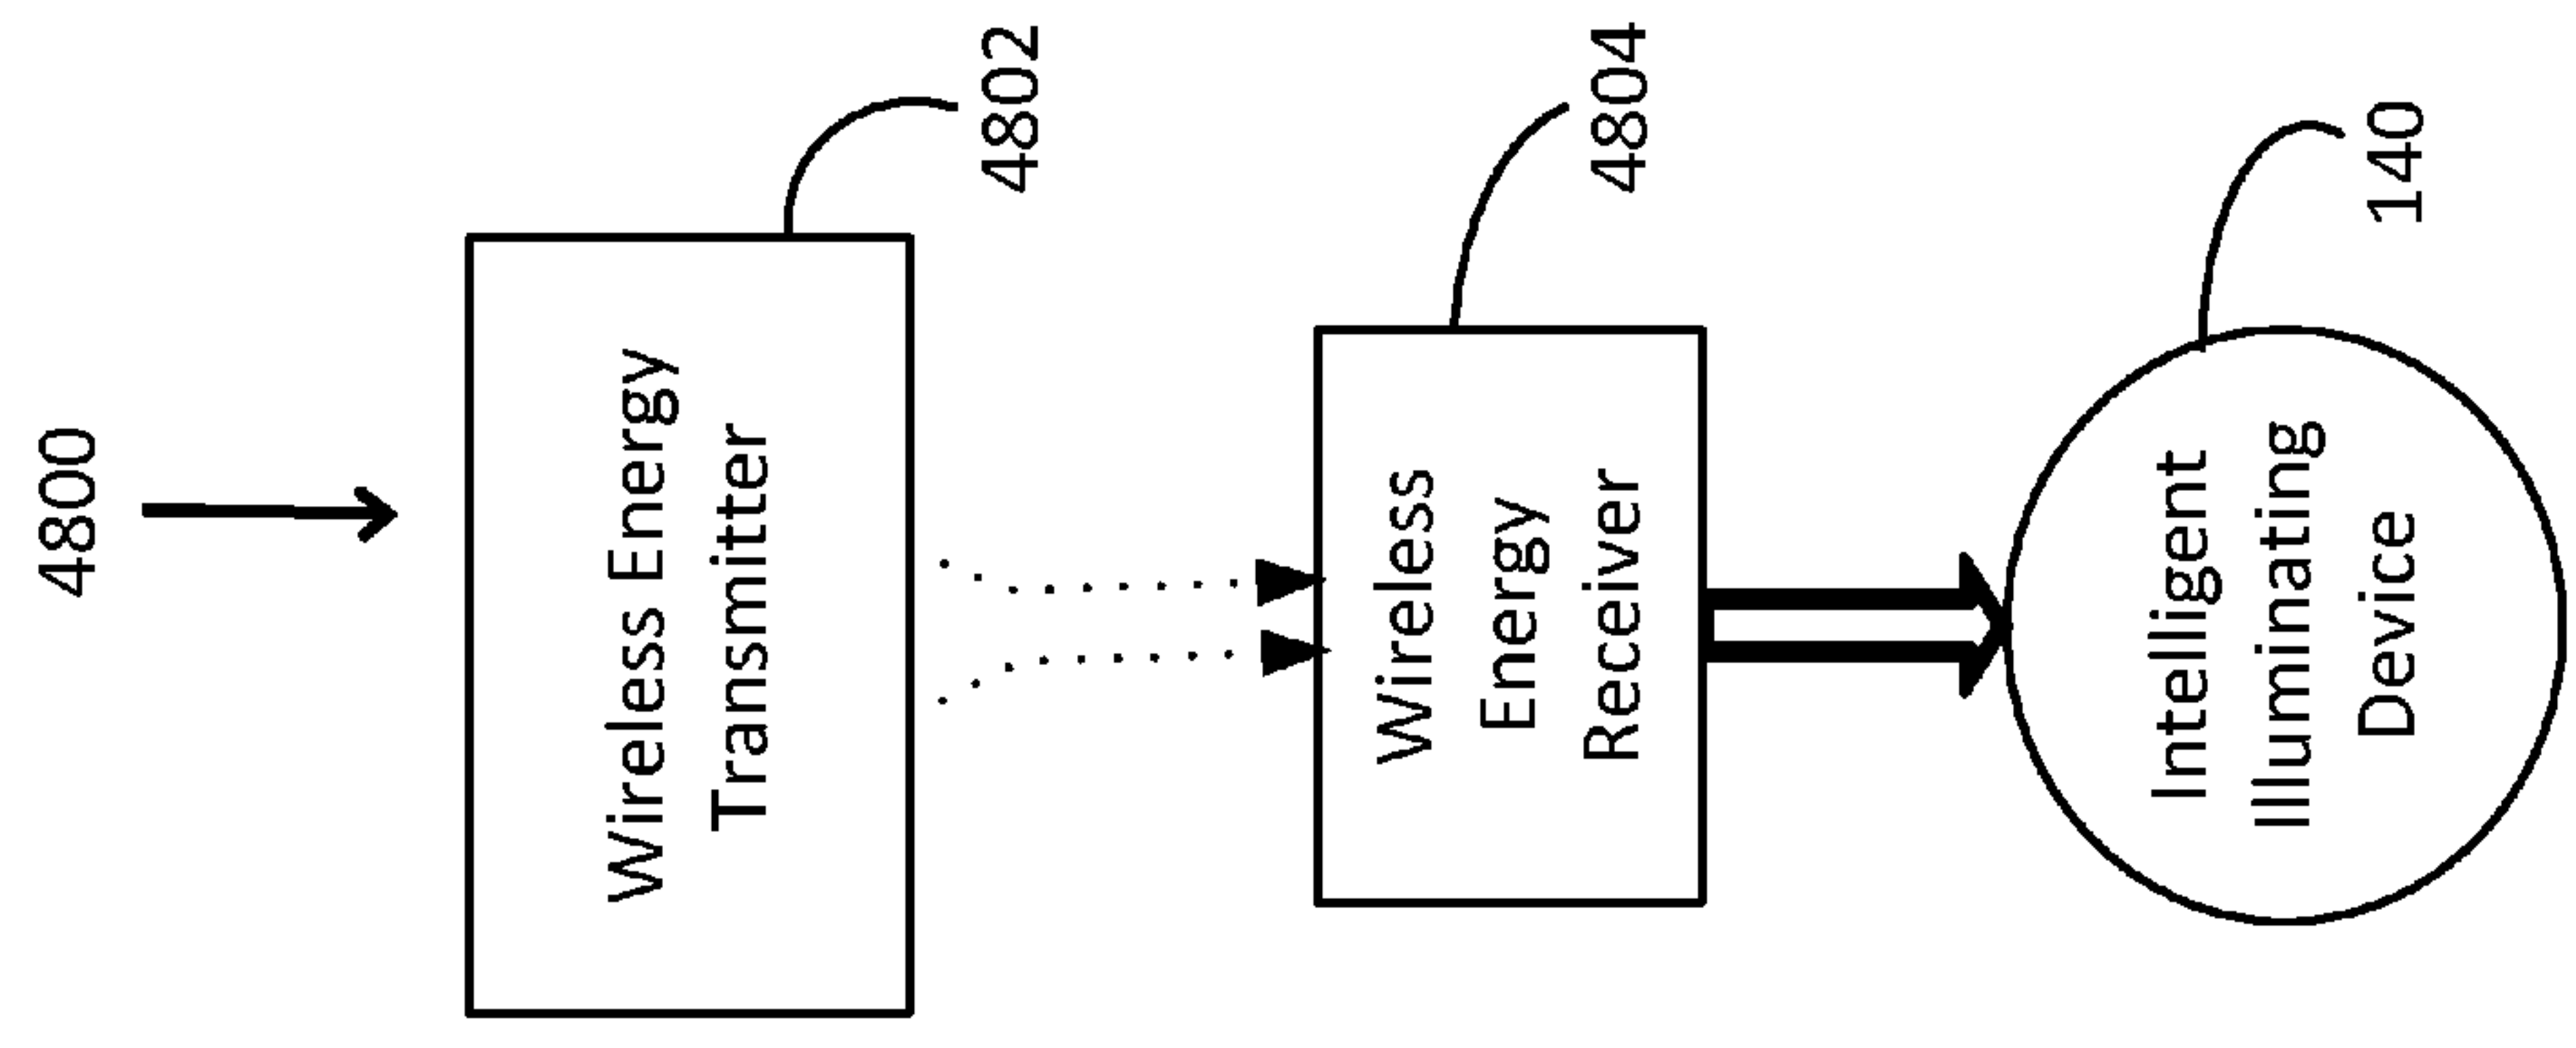 4800
Wireless Energy
Transmitter
4802
Wireless
Energy
Receiver
4804
Intelligent
Illuminating
Device
140